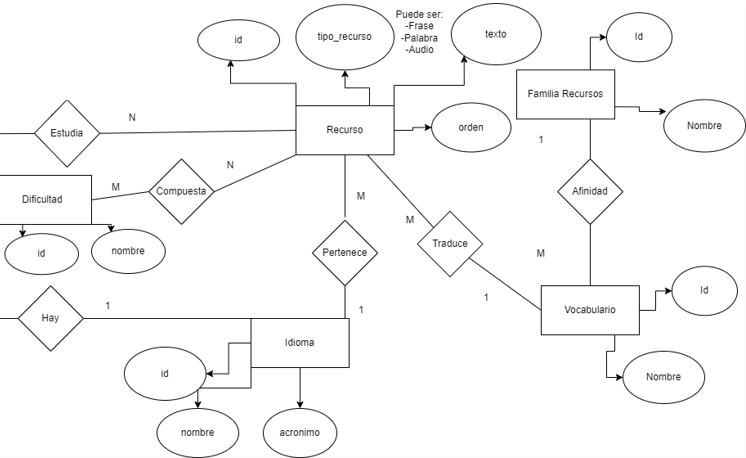 Puede ser:
-Frase
-Palabra
-Audio
id
tipo_recurso
texto
Id
Familia Recursos
Nombre
Estudia
N
Recurso
orden
1
Compuesta
N
M
Dificultad
Afinidad
M
M
id
nombre
Pertenece
Traduce
M
Hay
1
1
1
Vocabulario
Id
Idioma
id
Nombre
nombre
acronimo